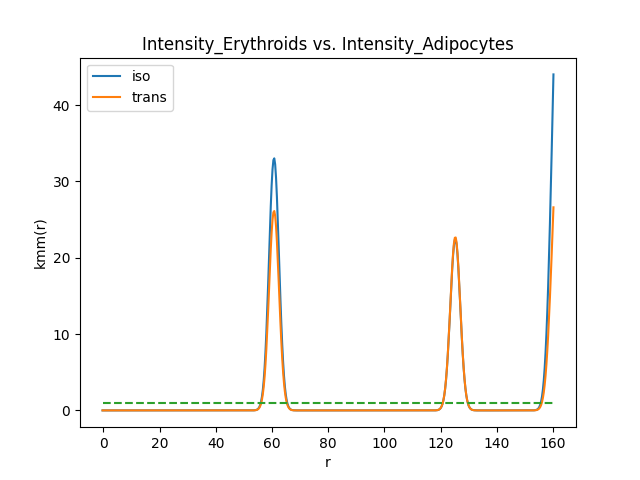 Intensity_Erythroids vs. Intensity_Adipocytes
iso
trans
kmm(r)
40
30
20
10
0
0 20 40 60 80 100 120 140 160
r